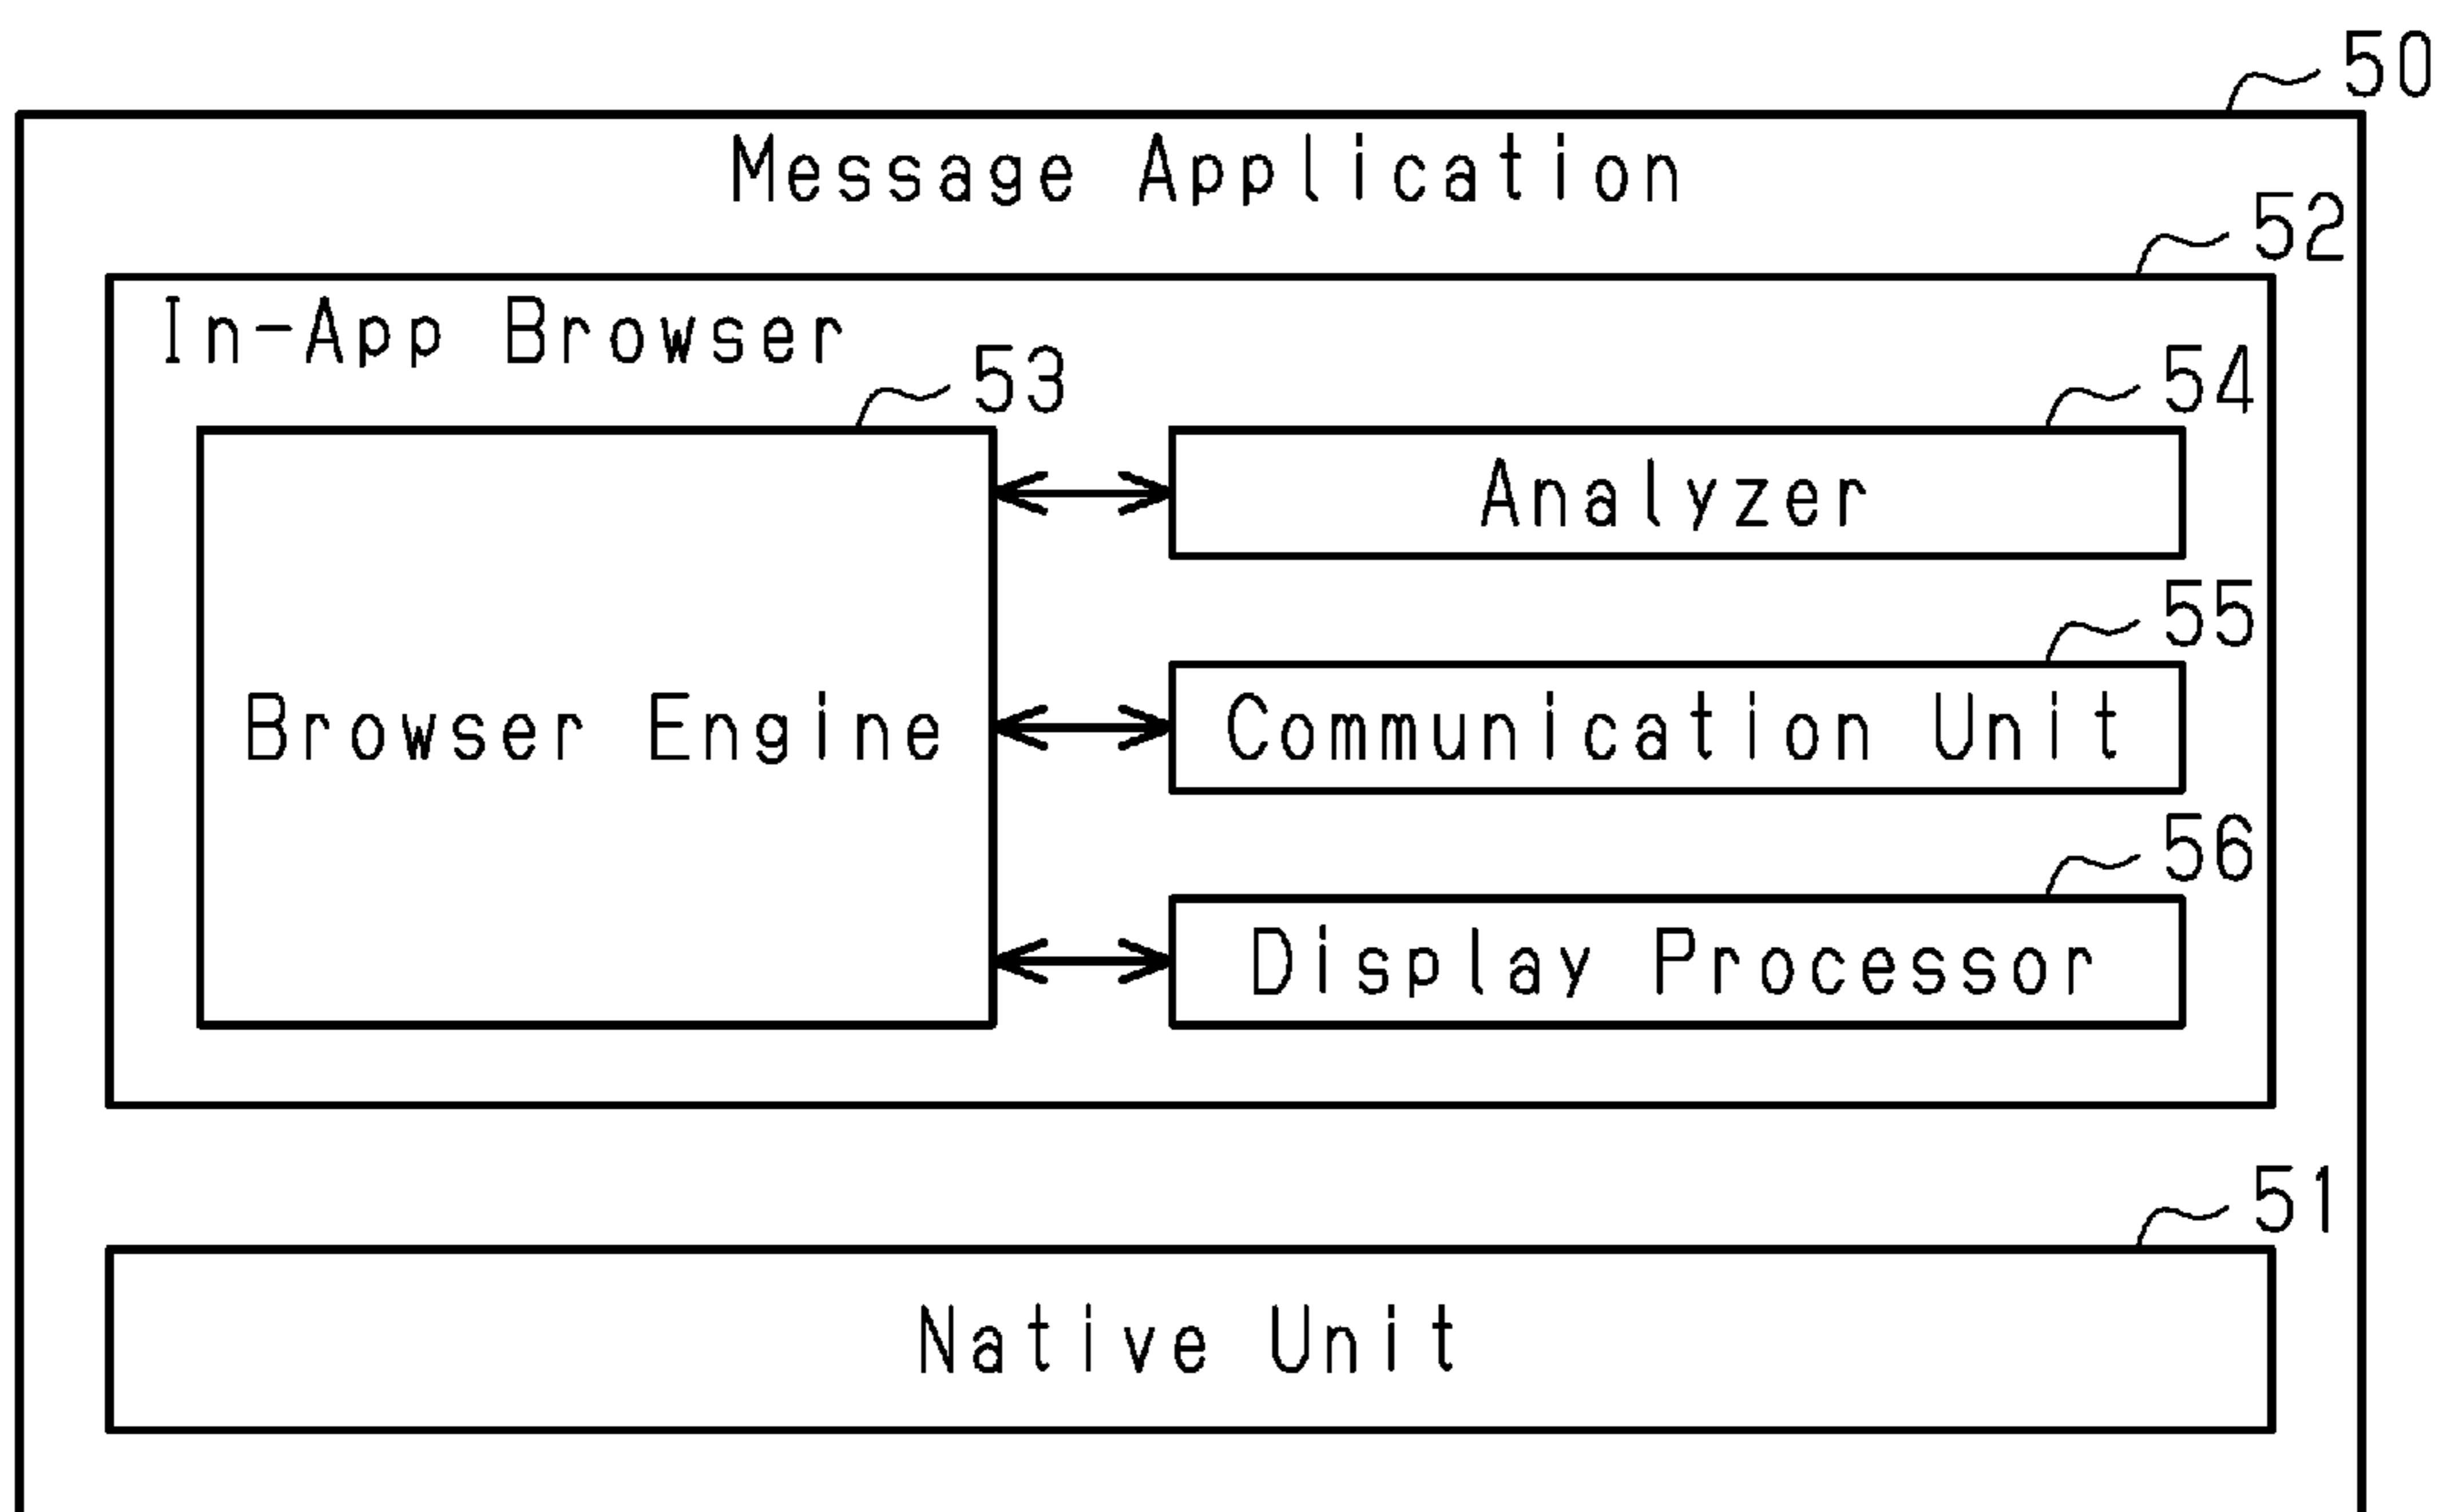 50
Message Application
52
In-App Browser
53
54
Analyzer
55
Browser Engine
Communication Unit
56
Display Processor
51
Native Unit